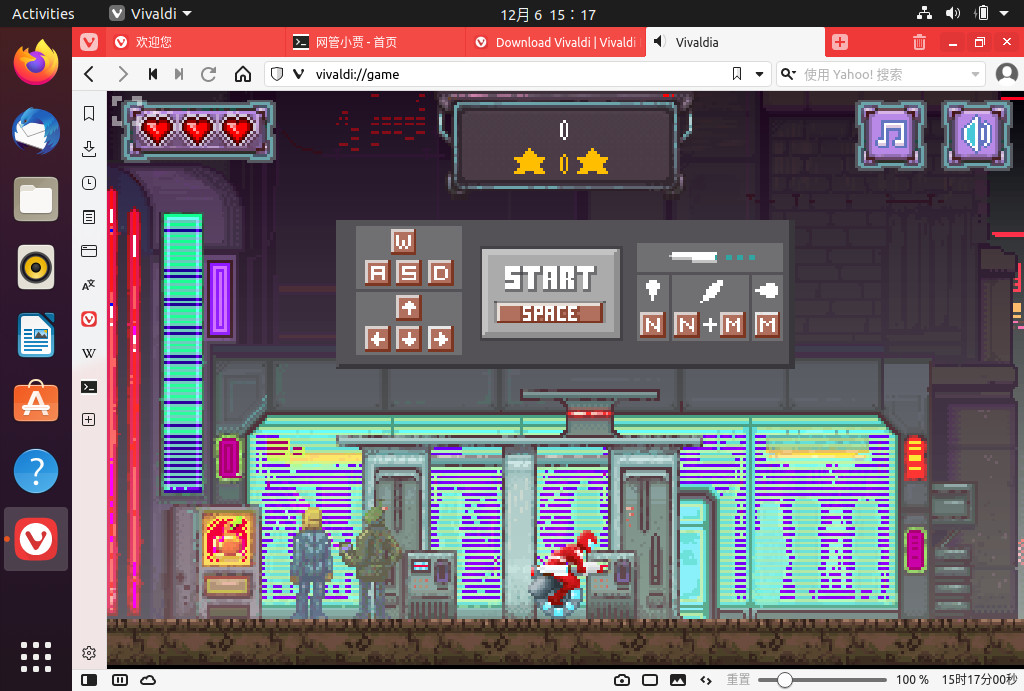 Activities
Vivaldi
12月 6 15：17
欢迎您
网管小贾 - 首页
Download Vivaldi | Vivaldi
Vivaldia
vivaldi://game
使用 Yahoo! 搜索
0
0
W
A S D
START
SPACE
N N + M M
重置
100 %
15时17分00秒